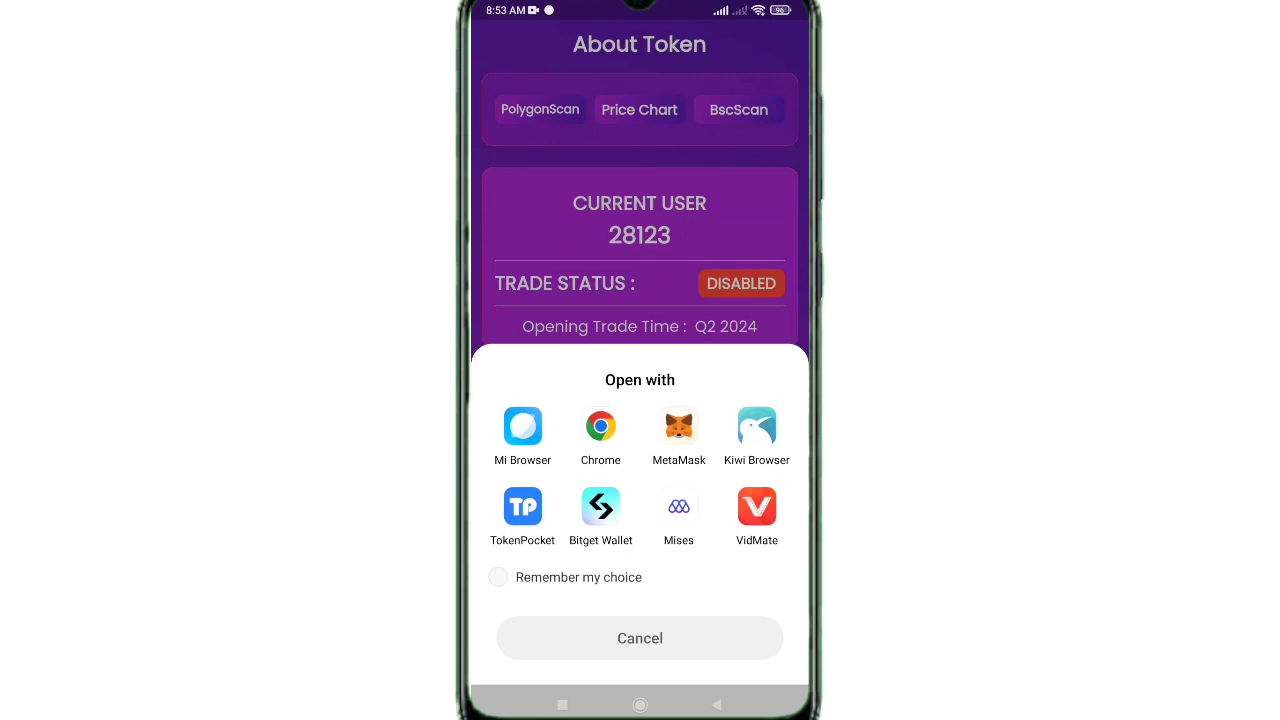 8:53 AM
96
About Token
PolygonScan Price Chart BscScan
CURRENT USER
28123
TRADE STATUS : DISABLED
Opening Trade Time : Q2 2024
Open with
Mi Browser Chrome MetaMask Kiwi Browser
TP
TokenPocket Bitget Wallet Mises VidMate
Remember my choice
Cancel